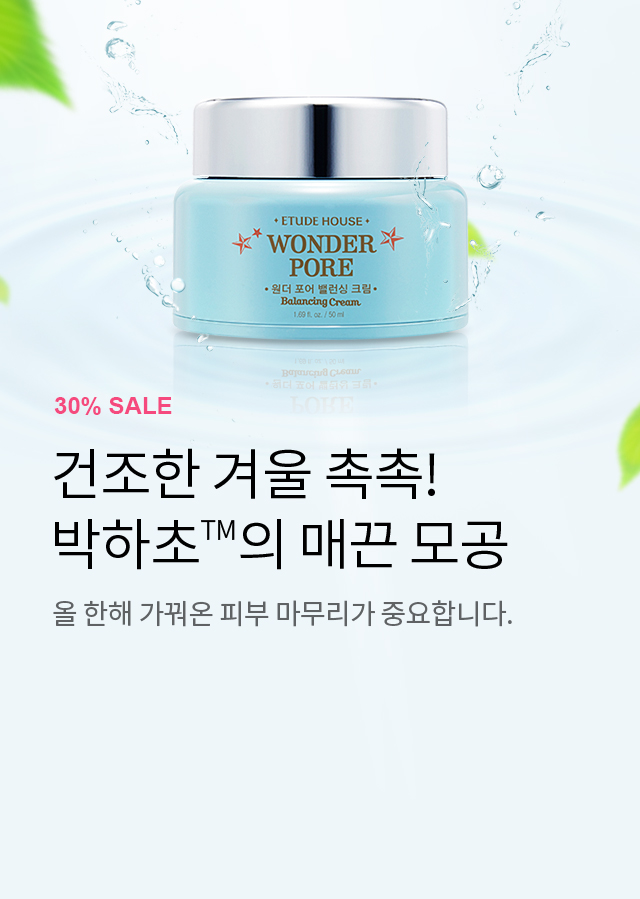 • ETUDE HOUSE •
WONDER
PORE
• 원더 포어 밸런싱 크림 •
Balancing Cream
1.69 fl. oz. / 50 ml
30% SALE
건조한 겨울 촉촉!
박하초™의 매끈 모공
올 한해 가꿔온 피부 마무리가 중요합니다.